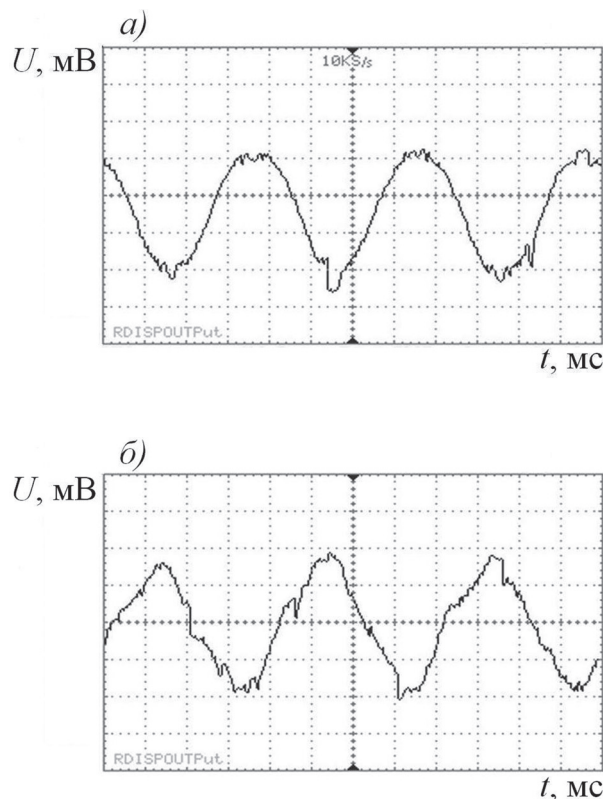 а)
U, мВ
10KS/s
RDISPOUTPut
t, мс
б)
U, мВ
RDISPOUTPut
t, мс